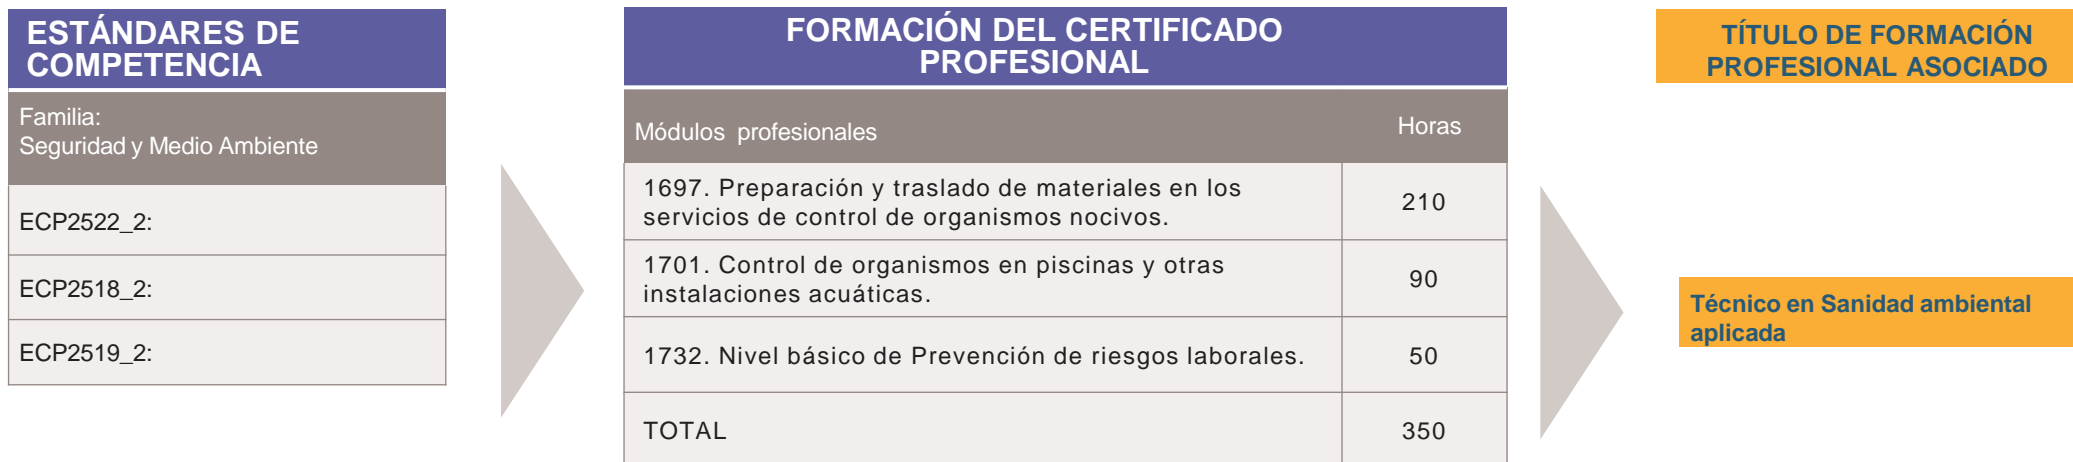 ESTÁNDARES DE
COMPETENCIA
Familia:
Seguridad y Medio Ambiente
ECP2522_2:
ECP2518_2:
ECP2519_2:
FORMACIÓN DEL CERTIFICADO
PROFESIONAL
Módulos profesionales
Horas
1697. Preparación y traslado de materiales en los
servicios de control de organismos nocivos.
210
1701. Control de organismos en piscinas y otras
instalaciones acuáticas.
90
1732. Nivel básico de Prevención de riesgos laborales.
50
TOTAL
350
TÍTULO DE FORMACIÓN
PROFESIONAL ASOCIADO
Técnico en Sanidad ambiental
aplicada